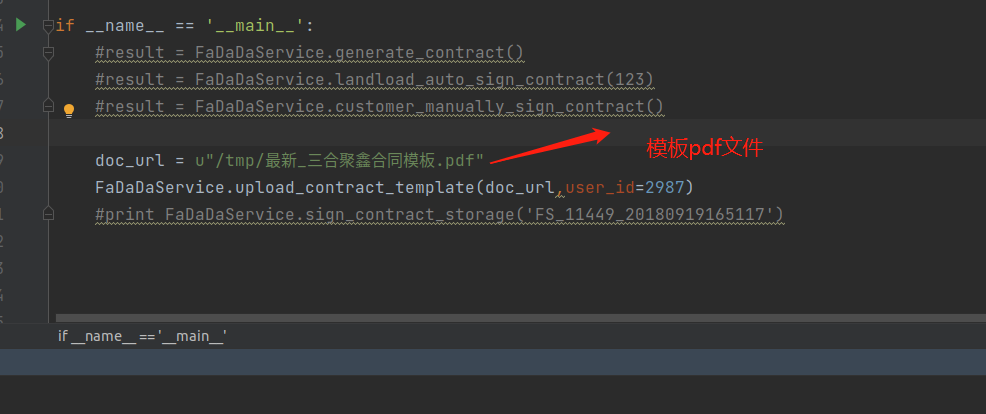 if __name__ == '__main__':
#result = FaDaDaService.generate_contract()
#result = FaDaDaService.landload_auto_sign_contract(123)
#result = FaDaDaService.customer_manually_sign_contract()
doc_url = u"/tmp/最新_三合聚鑫合同模板.pdf"
模板pdf文件
FaDaDaService.upload_contract_template(doc_url,user_id=2987)
#print FaDaDaService.sign_contract_storage('FS_11449_20180919165117')
if __name__ == '__main__'